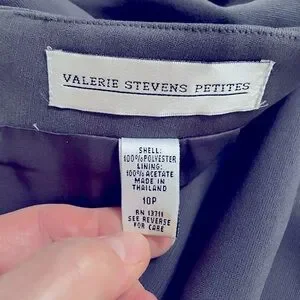 VALERIE STEVENS PETITES
SHELL:
100% POLYESTER
LINING:
100% ACETATE
MADE IN
THAILAND
10P
RN 13711
SEE REVERSE
FOR CARE